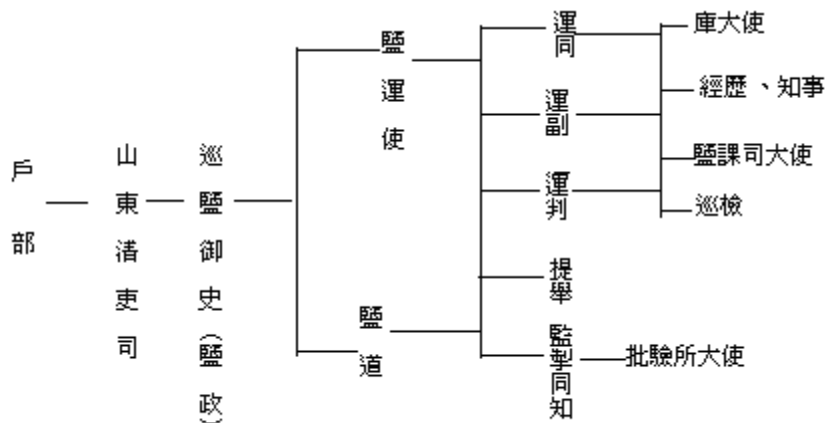 戶部
山東清吏司
巡鹽御史(鹽政)
鹽運使
鹽道
運同
運副
運判
提舉
監掣同知
庫大使
經歷、知事
鹽課司大使
巡檢
批驗所大使